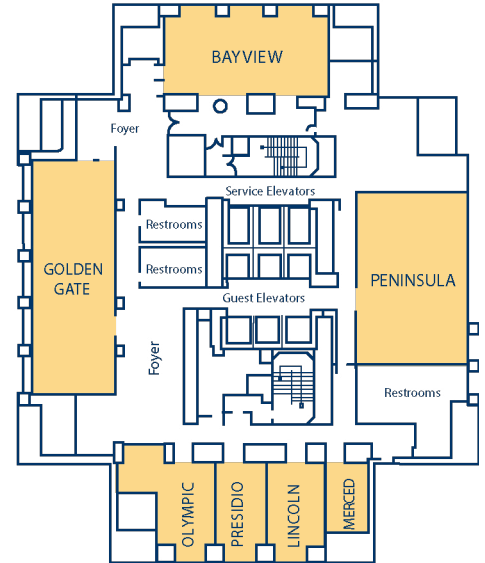 BAYVIEW
Foyer
Service Elevators
Restrooms
Restrooms
GOLDEN
GATE
PENINSULA
Guest Elevators
Foyer
Restrooms
OLYMPIC
PRESIDIO
LINCOLN
MERCED